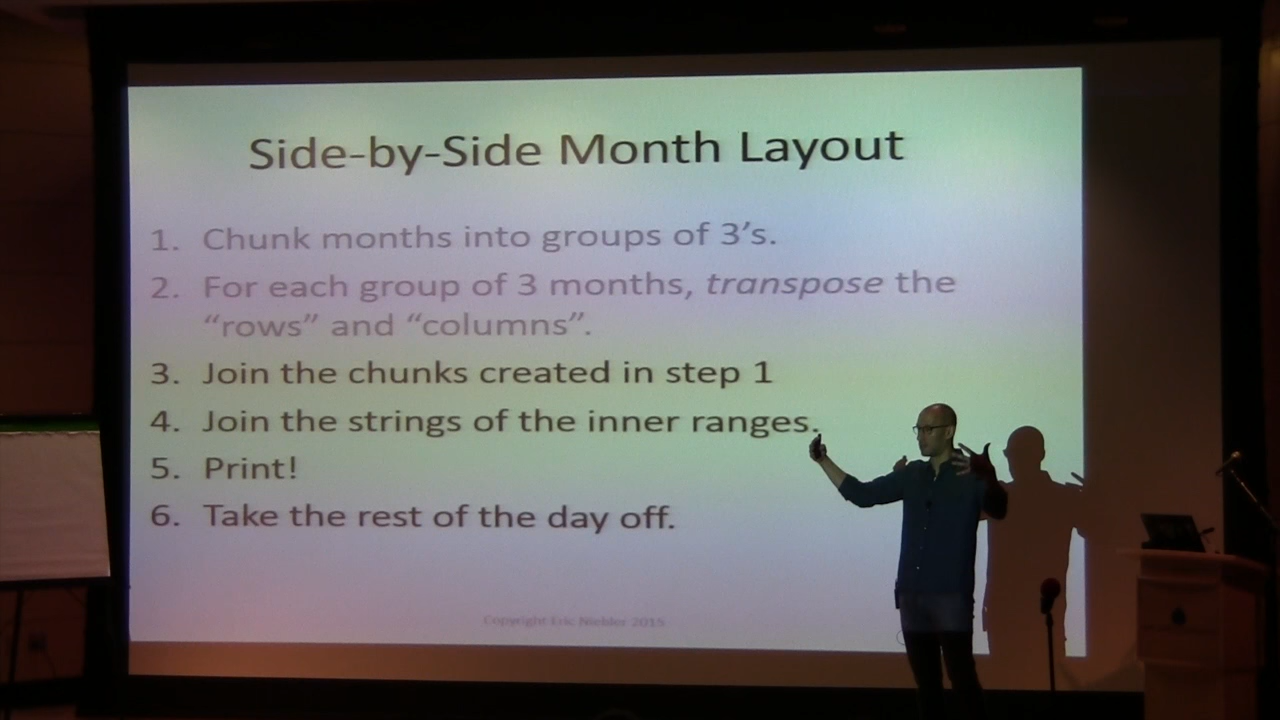 Side-by-Side Month Layout
1. Chunk months into groups of 3’s.
2. For each group of 3 months, transpose the
“rows” and “columns”.
3. Join the chunks created in step 1
4. Join the strings of the inner ranges.
5. Print!
6. Take the rest of the day off.
Copyright Eric Niebler 2015